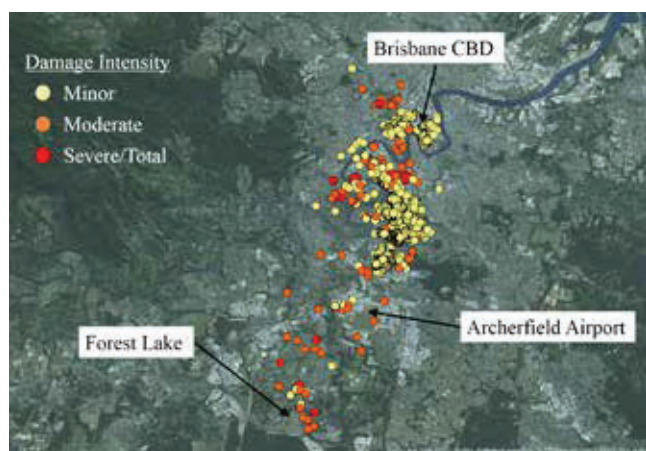 Brisbane CBD
Damage Intensity
Minor
Moderate
Severe/Total
Forest Lake
Archerfield Airport